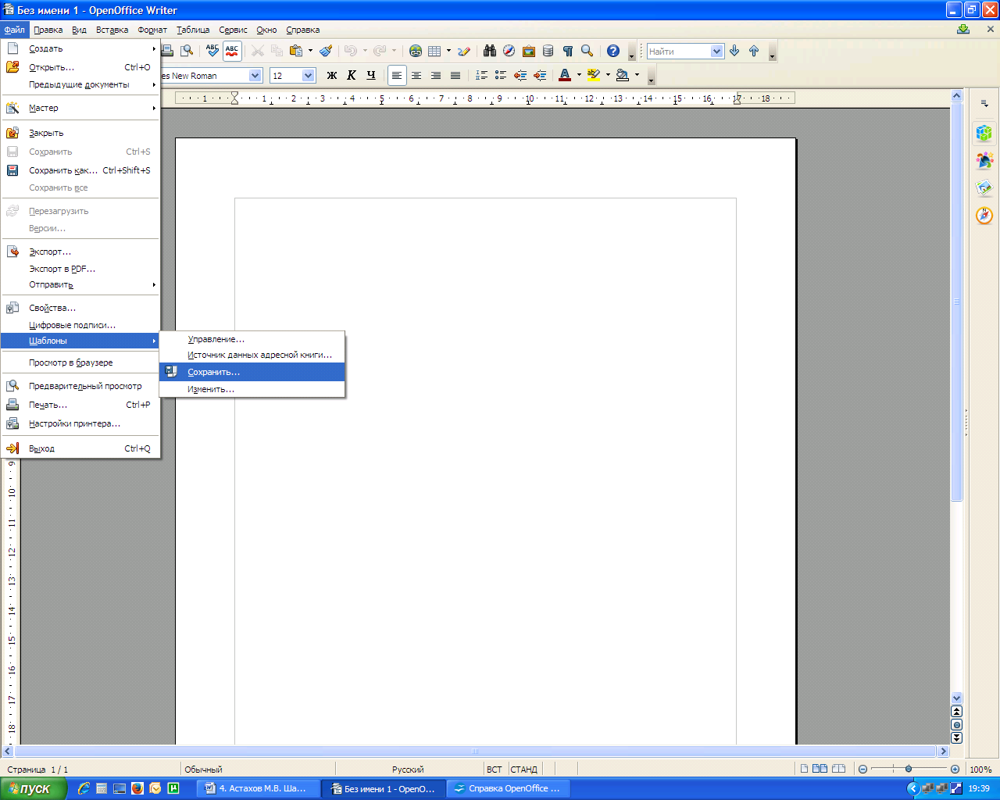 Без имени 1 - OpenOffice Writer
Файл Правка Вид Вставка Формат Таблица Сервис Окно Справка
Создать
Открыть... Ctrl+O
Предыдущие документы
Мастер
Закрыть
Сохранить Ctrl+S
Сохранить как... Ctrl+Shift+S
Сохранить все
Перезагрузить
Версии...
Экспорт...
Экспорт в PDF...
Отправить
Свойства...
Цифровые подписи...
Шаблоны
Просмотр в браузере
Предварительный просмотр
Печать... Ctrl+P
Настройки принтера...
Выход Ctrl+Q
Управление...
Источник данных адресной книги...
Сохранить...
Изменить...
ABC ABC Найти
es New Roman 12 Ж К Ч A ab
1 1 2 3 4 5 6 7 8 9 10 11 12 13 14 15 16 17 18
9
10
11
12
13
14
15
16
17
18
Страница 1 / 1 Обычный Русский ВСТ СТАНД 100%
пуск 4. Астахов М.В. Ша... Без имени 1 - OpenO... Справка OpenOffice ... 19:39